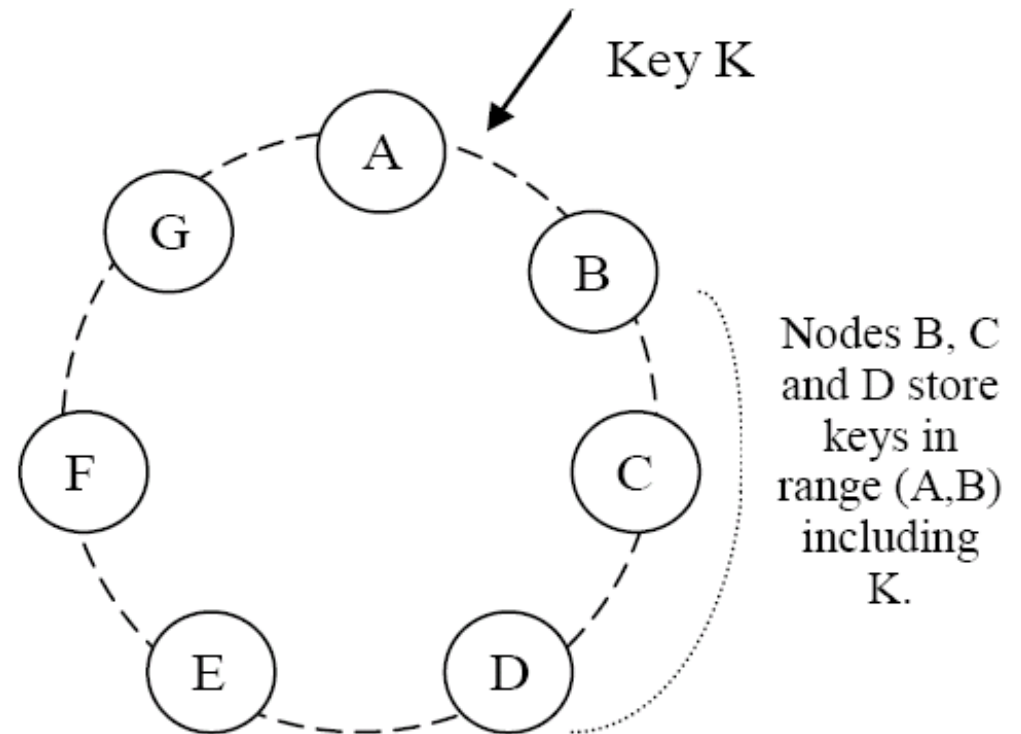 Key K
A
G
B
Nodes B, C
and D store
keys in
range (A,B)
including
K.
F
C
E
D